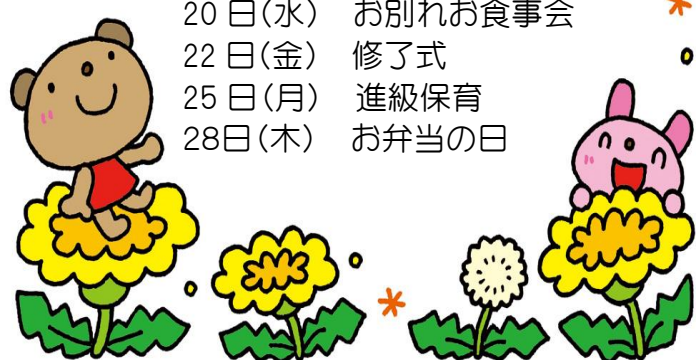 20日(水) お別れお食事会
22日(金) 修了式
25日(月) 進級保育
28日(木) お弁当の日